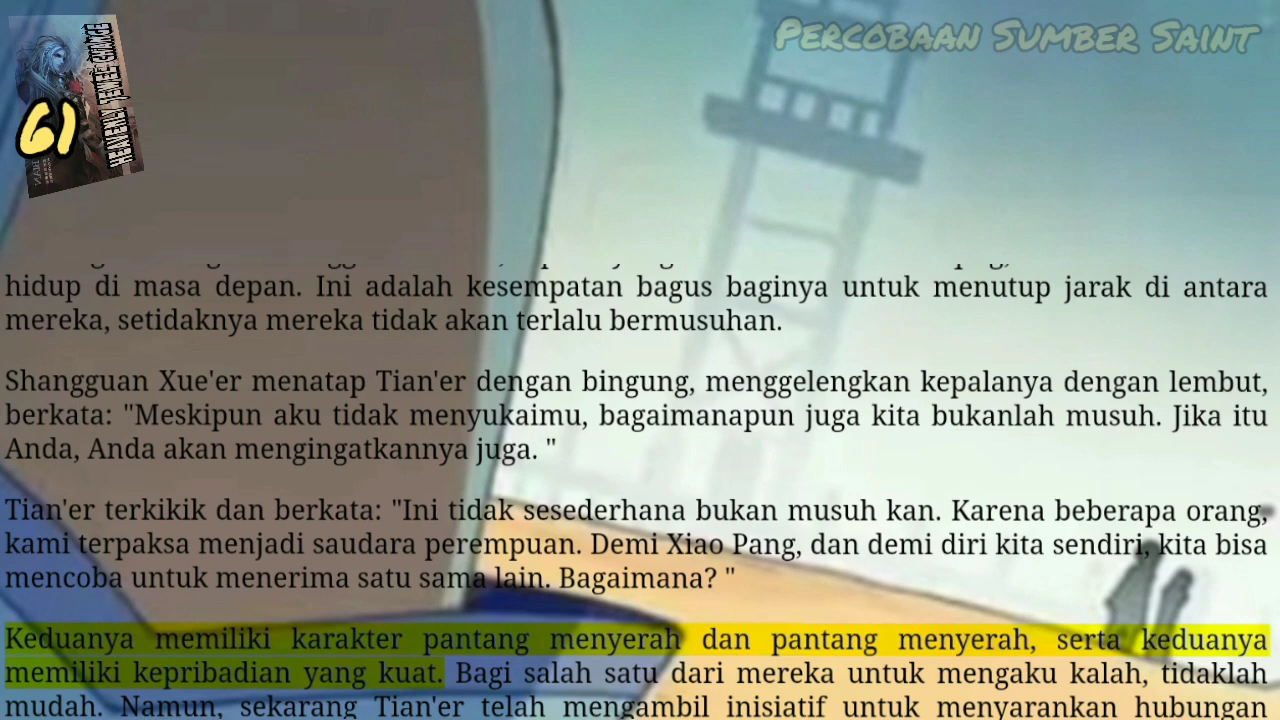 PERCOBAAN SUMBER SAINT
HEAVENLY JEWEL CHANGE
61
hidup di masa depan. Ini adalah kesempatan bagus baginya untuk menutup jarak di antara
mereka, setidaknya mereka tidak akan terlalu bermusuhan.
Shangguan Xue'er menatap Tian'er dengan bingung, menggelengkan kepalanya dengan lembut,
berkata: "Meskipun aku tidak menyukaimu, bagaimanapun juga kita bukanlah musuh. Jika itu
Anda, Anda akan mengingatkannya juga. "
Tian'er terkikik dan berkata: "Ini tidak sesederhana bukan musuh kan. Karena beberapa orang,
kami terpaksa menjadi saudara perempuan. Demi Xiao Pang, dan demi diri kita sendiri, kita bisa
mencoba untuk menerima satu sama lain. Bagaimana? "
Keduanya memiliki karakter pantang menyerah dan pantang menyerah, serta keduanya
memiliki kepribadian yang kuat. Bagi salah satu dari mereka untuk mengaku kalah, tidaklah
mudah. Namun, sekarang Tian'er telah mengambil inisiatif untuk menyarankan hubungan